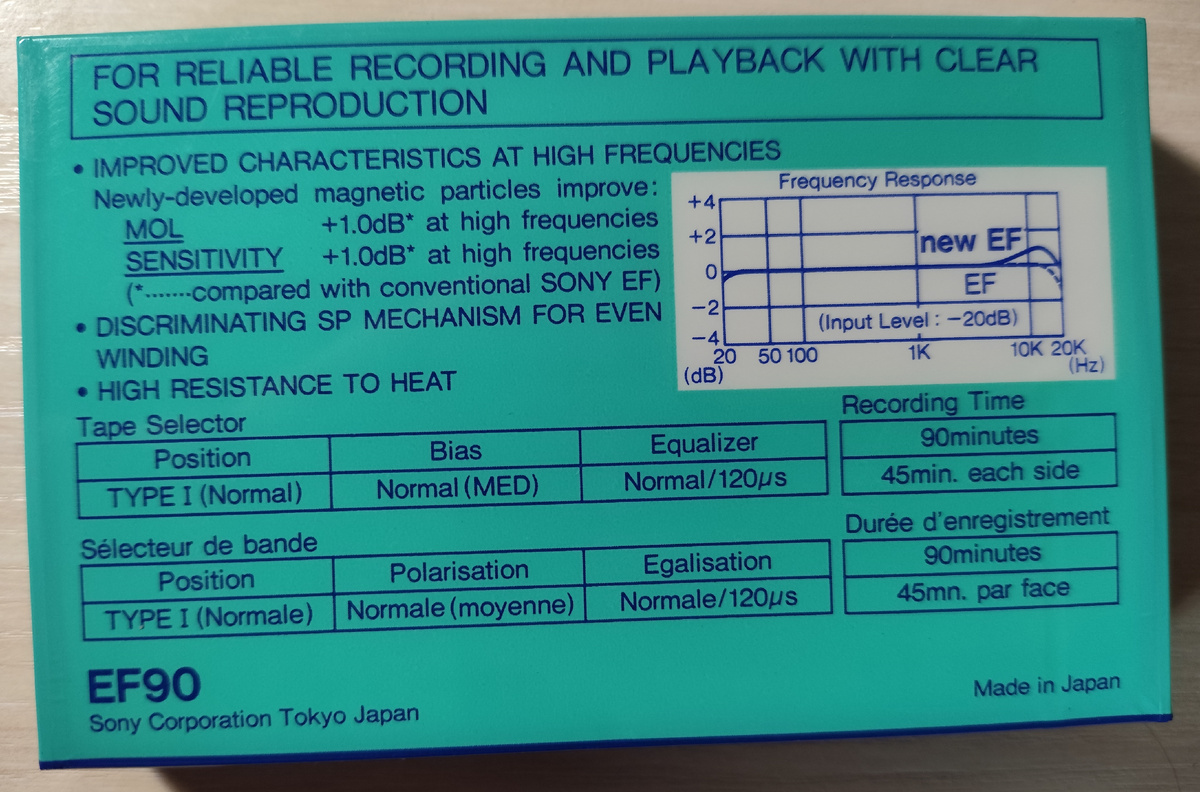 FOR RELIABLE RECORDING AND PLAYBACK WITH CLEAR
SOUND REPRODUCTION
• IMPROVED CHARACTERISTICS AT HIGH FREQUENCIES
Newly-developed magnetic particles improve:
MOL +1.0dB* at high frequencies
SENSITIVITY +1.0dB* at high frequencies
(*.......compared with conventional SONY EF)
• DISCRIMINATING SP MECHANISM FOR EVEN
WINDING
• HIGH RESISTANCE TO HEAT
Frequency Response
+4
+2
0
−2
−4
new EF
EF
(Input Level : −20dB)
20 50 100 1K 10K 20K
(dB) (Hz)
Tape Selector
Position Bias Equalizer
TYPE I (Normal) Normal (MED) Normal/120μs
Recording Time
90minutes
45min. each side
Sélecteur de bande
Position Polarisation Egalisation
TYPE I (Normale) Normale (moyenne) Normale/120μs
Durée d'enregistrement
90minutes
45mn. par face
EF90
Sony Corporation Tokyo Japan
Made in Japan